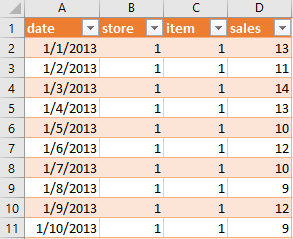 A B C D
1 date store item sales
2 1/1/2013 1 1 13
3 1/2/2013 1 1 11
4 1/3/2013 1 1 14
5 1/4/2013 1 1 13
6 1/5/2013 1 1 10
7 1/6/2013 1 1 12
8 1/7/2013 1 1 10
9 1/8/2013 1 1 9
10 1/9/2013 1 1 12
11 1/10/2013 1 1 9